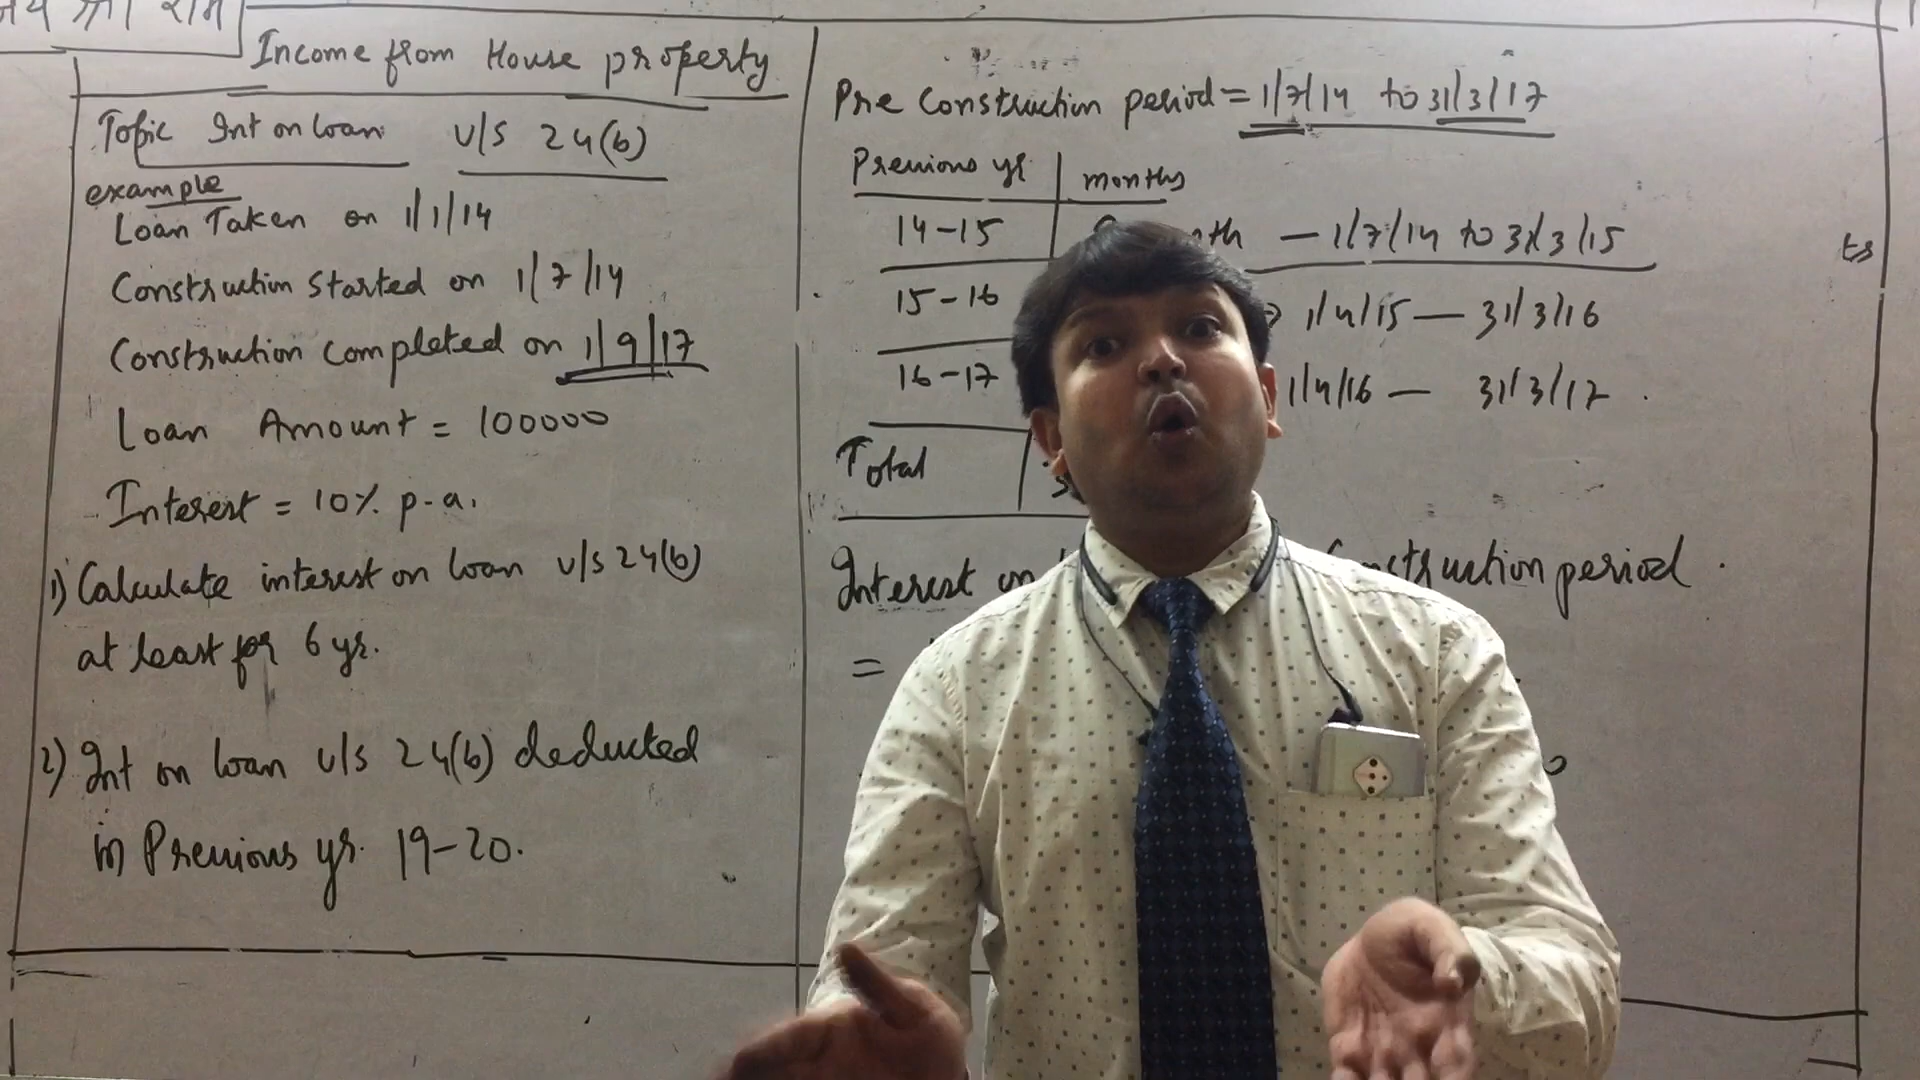 जय श्री राम
Income from House property
Topic Int on loan u/s 24(b)
example
Loan Taken on 1/1/14
Construction started on 1/7/14
Construction completed on 1/9/17
Loan Amount = 100000
Interest = 10% p.a.
1) Calculate interest on loan u/s 24(b)
at least for 6 yr.
2) Int on loan u/s 24(b) deducted
in Previous yr. 19-20.
Pre Construction period = 1/7/14 to 31/3/17
Previous yr months
14-15 — 1/7/14 to 31/3/15
15-16 1/4/15 — 31/3/16
16-17 1/4/16 — 31/3/17
Total
Interest on period.
=
ts